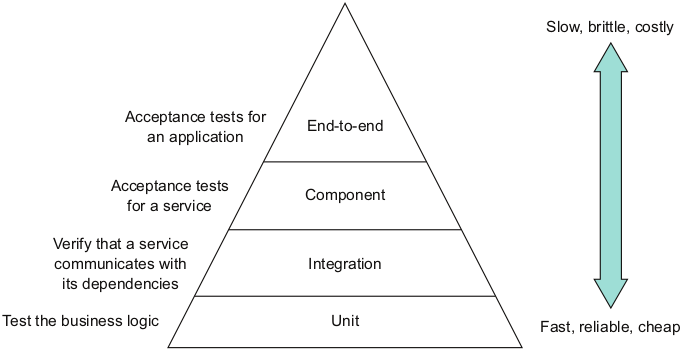 Slow, brittle, costly
Acceptance tests for
an application
End-to-end
Acceptance tests
for a service
Component
Verify that a service
communicates with
its dependencies
Integration
Test the business logic
Unit
Fast, reliable, cheap